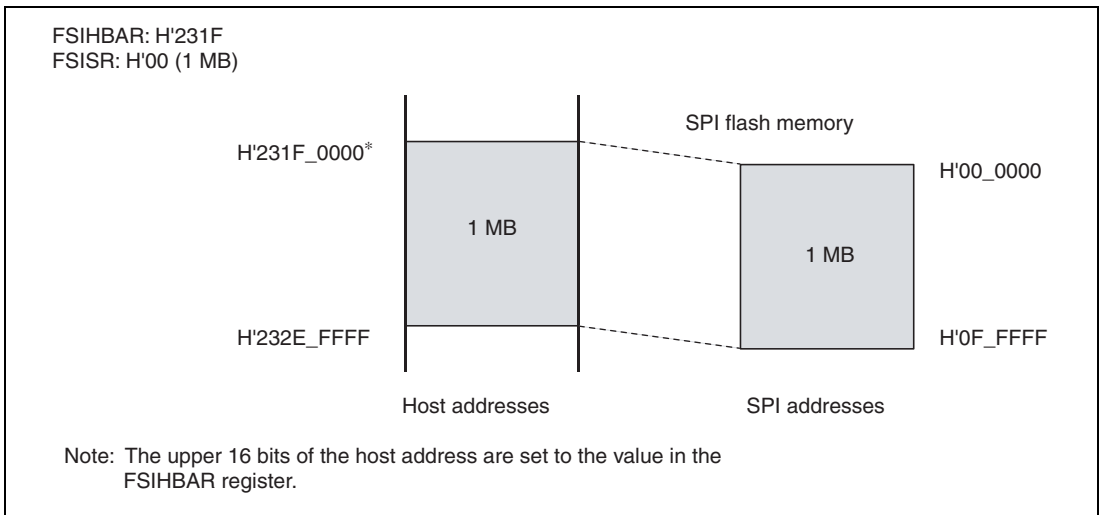 FSIHBAR: H'231F
FSISR: H'00 (1 MB)
SPI flash memory
H'231F_0000*
H'00_0000
1 MB
1 MB
H'232E_FFFF
H'0F_FFFF
Host addresses
SPI addresses
Note: The upper 16 bits of the host address are set to the value in the
FSIHBAR register.